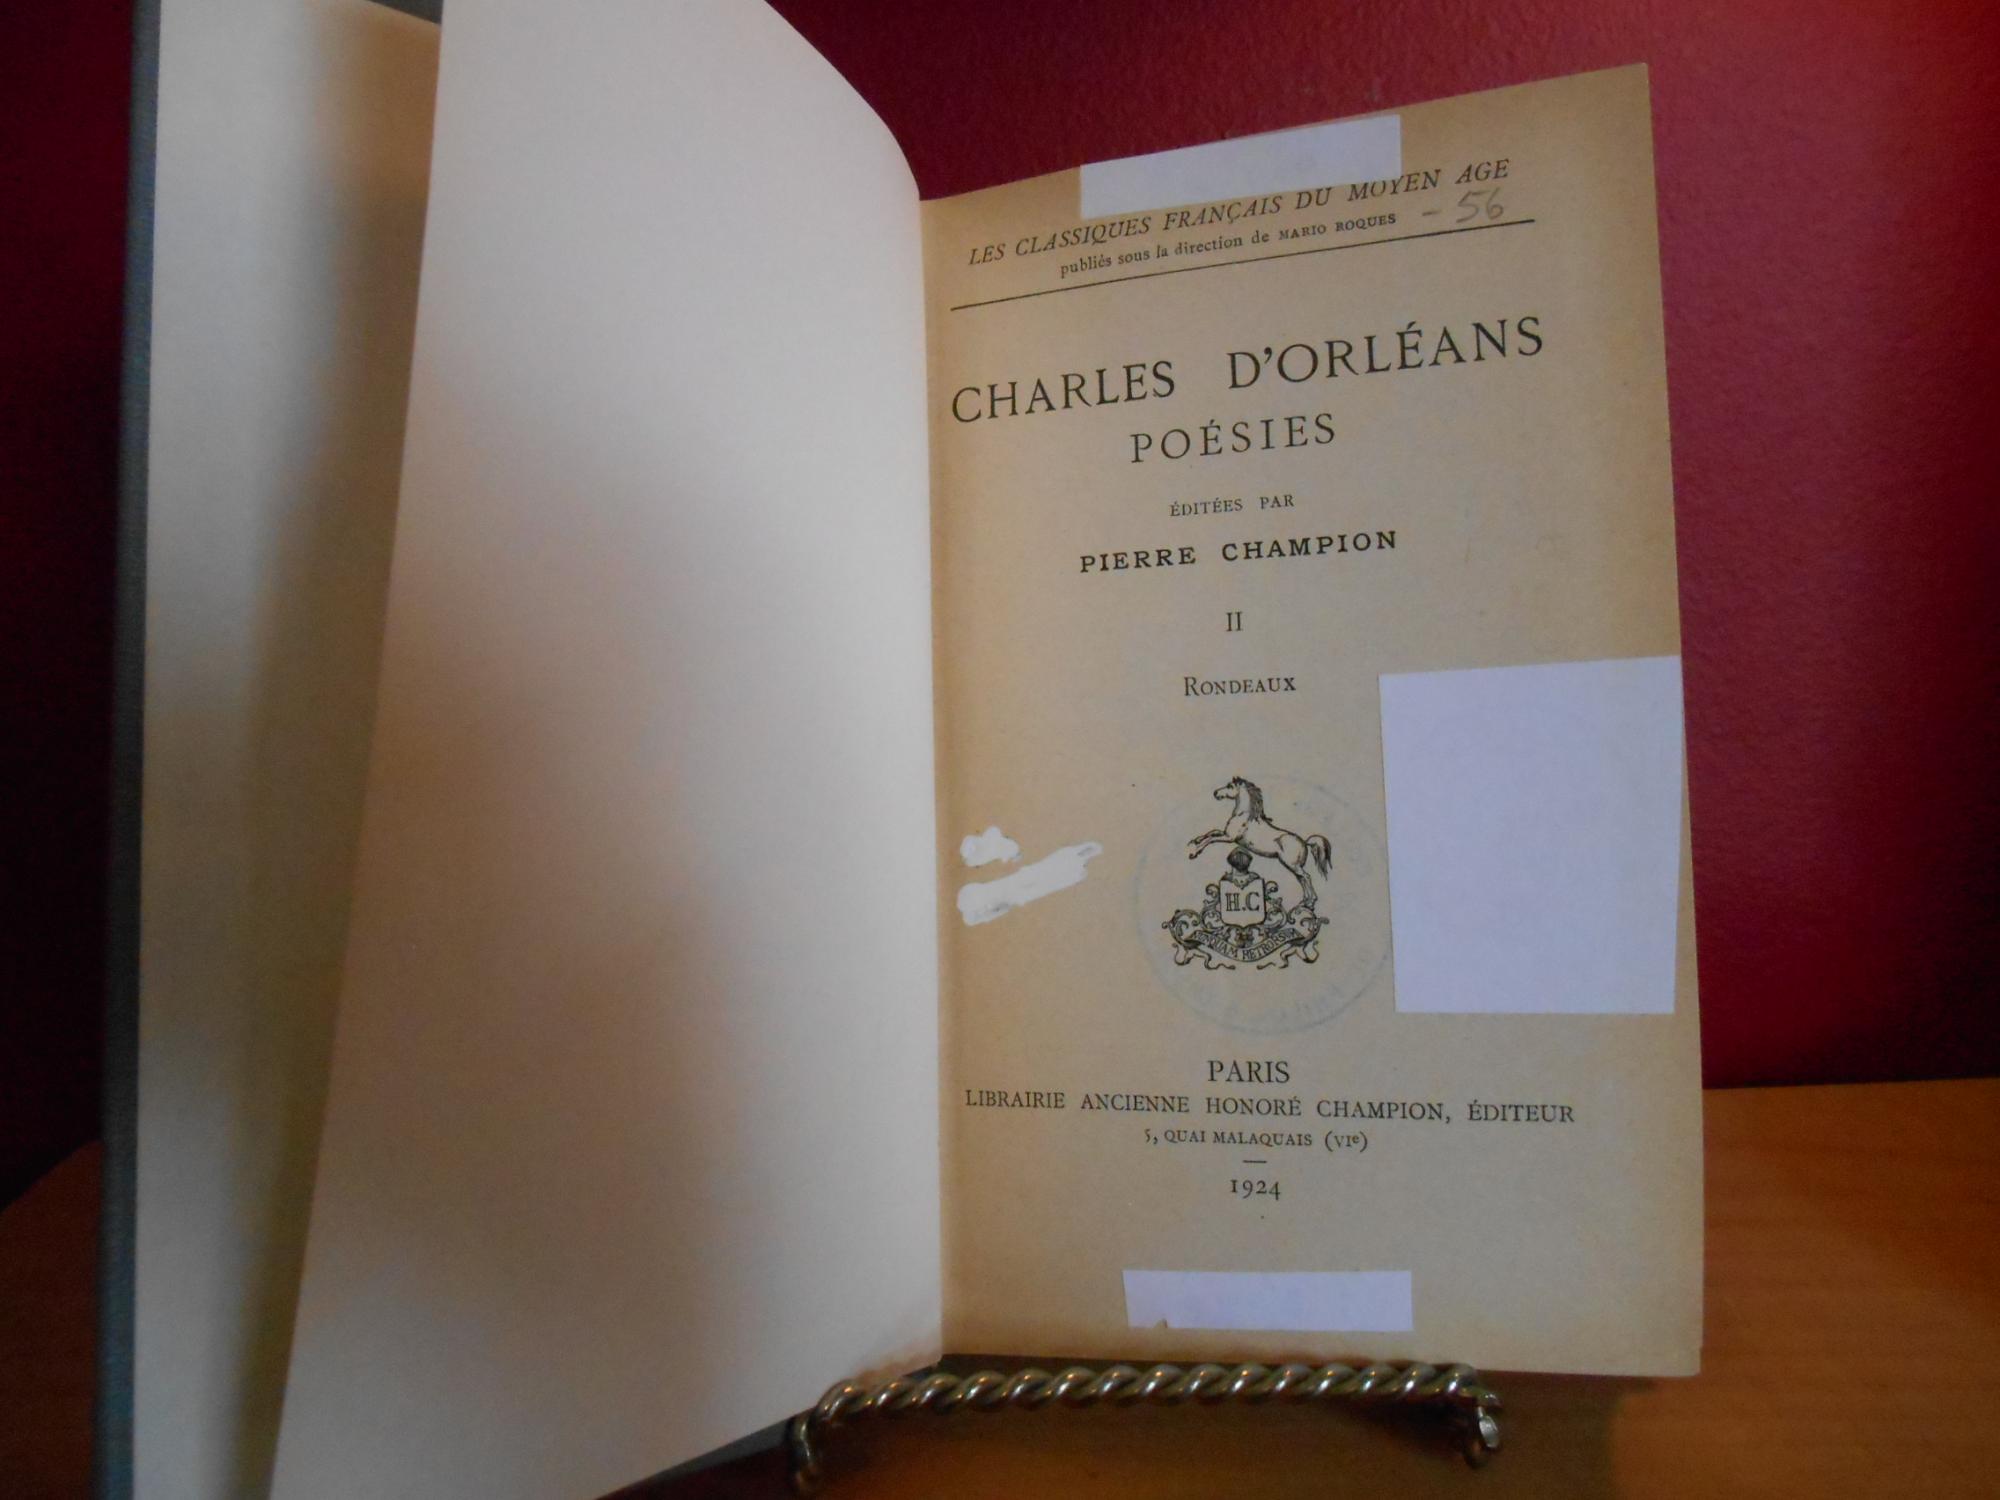 LES CLASSIQUES FRANÇAIS DU MOYEN AGE
publiés sous la direction de MARIO ROQUES
- 56
CHARLES D'ORLÉANS
POÉSIES
ÉDITÉES PAR
PIERRE CHAMPION
II
RONDEAUX
H.C
RETRORSUM
PARIS
LIBRAIRIE ANCIENNE HONORÉ CHAMPION, ÉDITEUR
5, QUAI MALAQUAIS (VIe)
1924